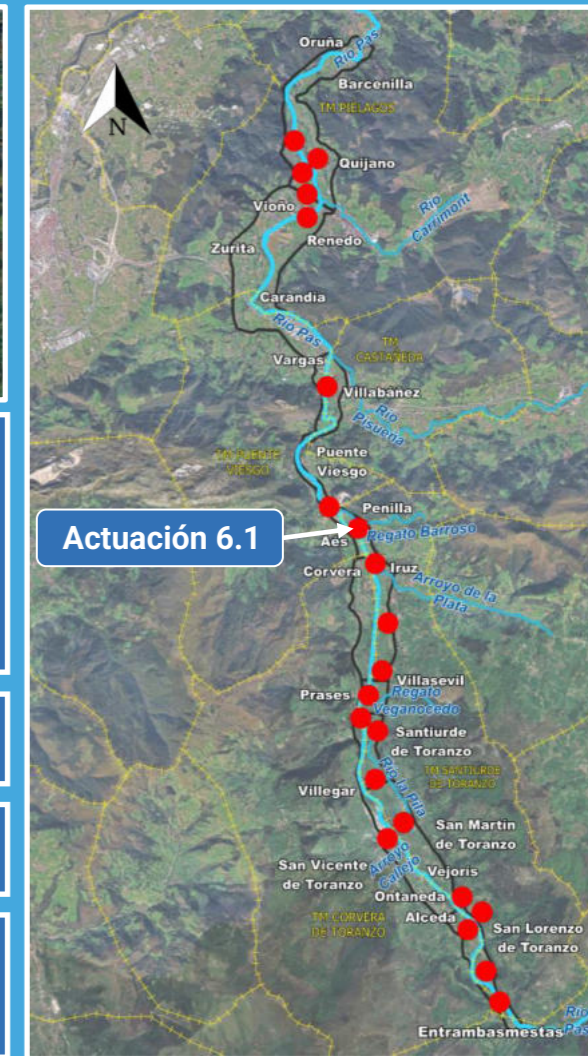 Oruña
Río Pas
Barcenilla
TM PIÉLAGOS
N
Quijano
Vioño
Río
Carrimont
Zurita
Renedo
Carandia
Río Pas
TM
CASTAÑEDA
Vargas
Villabáñez
Río
Pisueña
TM PUENTE
VIESGO
Puente
Viesgo
Penilla
Actuación 6.1
Regato Barroso
Aés
Corvera
Iruz
Arroyo de la
Plata
Villasevil
Prases
Regato
Veganocedo
Santiurde
de Toranzo
Río la Pila
TM SANTIURDE
DE TORANZO
Villegar
San Martín
de Toranzo
San Vicente
de Toranzo
Arroyo
Callejo
Vejorís
Ontaneda
Alceda
TM CORVERA
DE TORANZO
San Lorenzo
de Toranzo
Río
Pas
Entrambasmestas